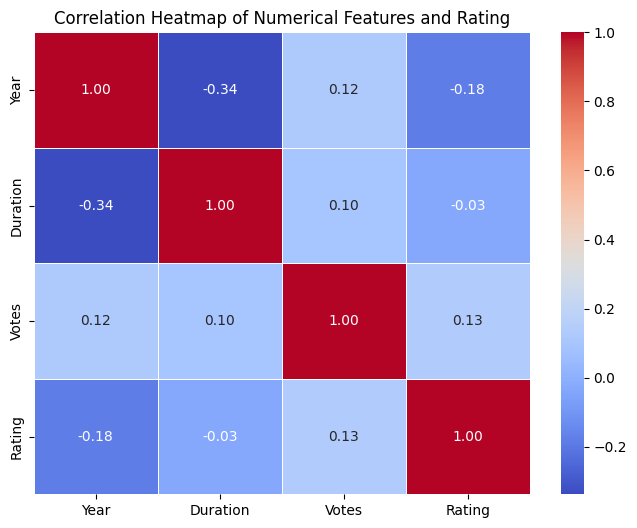 Correlation Heatmap of Numerical Features and Rating
Year
1.00
-0.34
0.12
-0.18
Duration
-0.34
1.00
0.10
-0.03
Votes
0.12
0.10
1.00
0.13
Rating
-0.18
-0.03
0.13
1.00
Year
Duration
Votes
Rating
1.0
0.8
0.6
0.4
0.2
0.0
−0.2